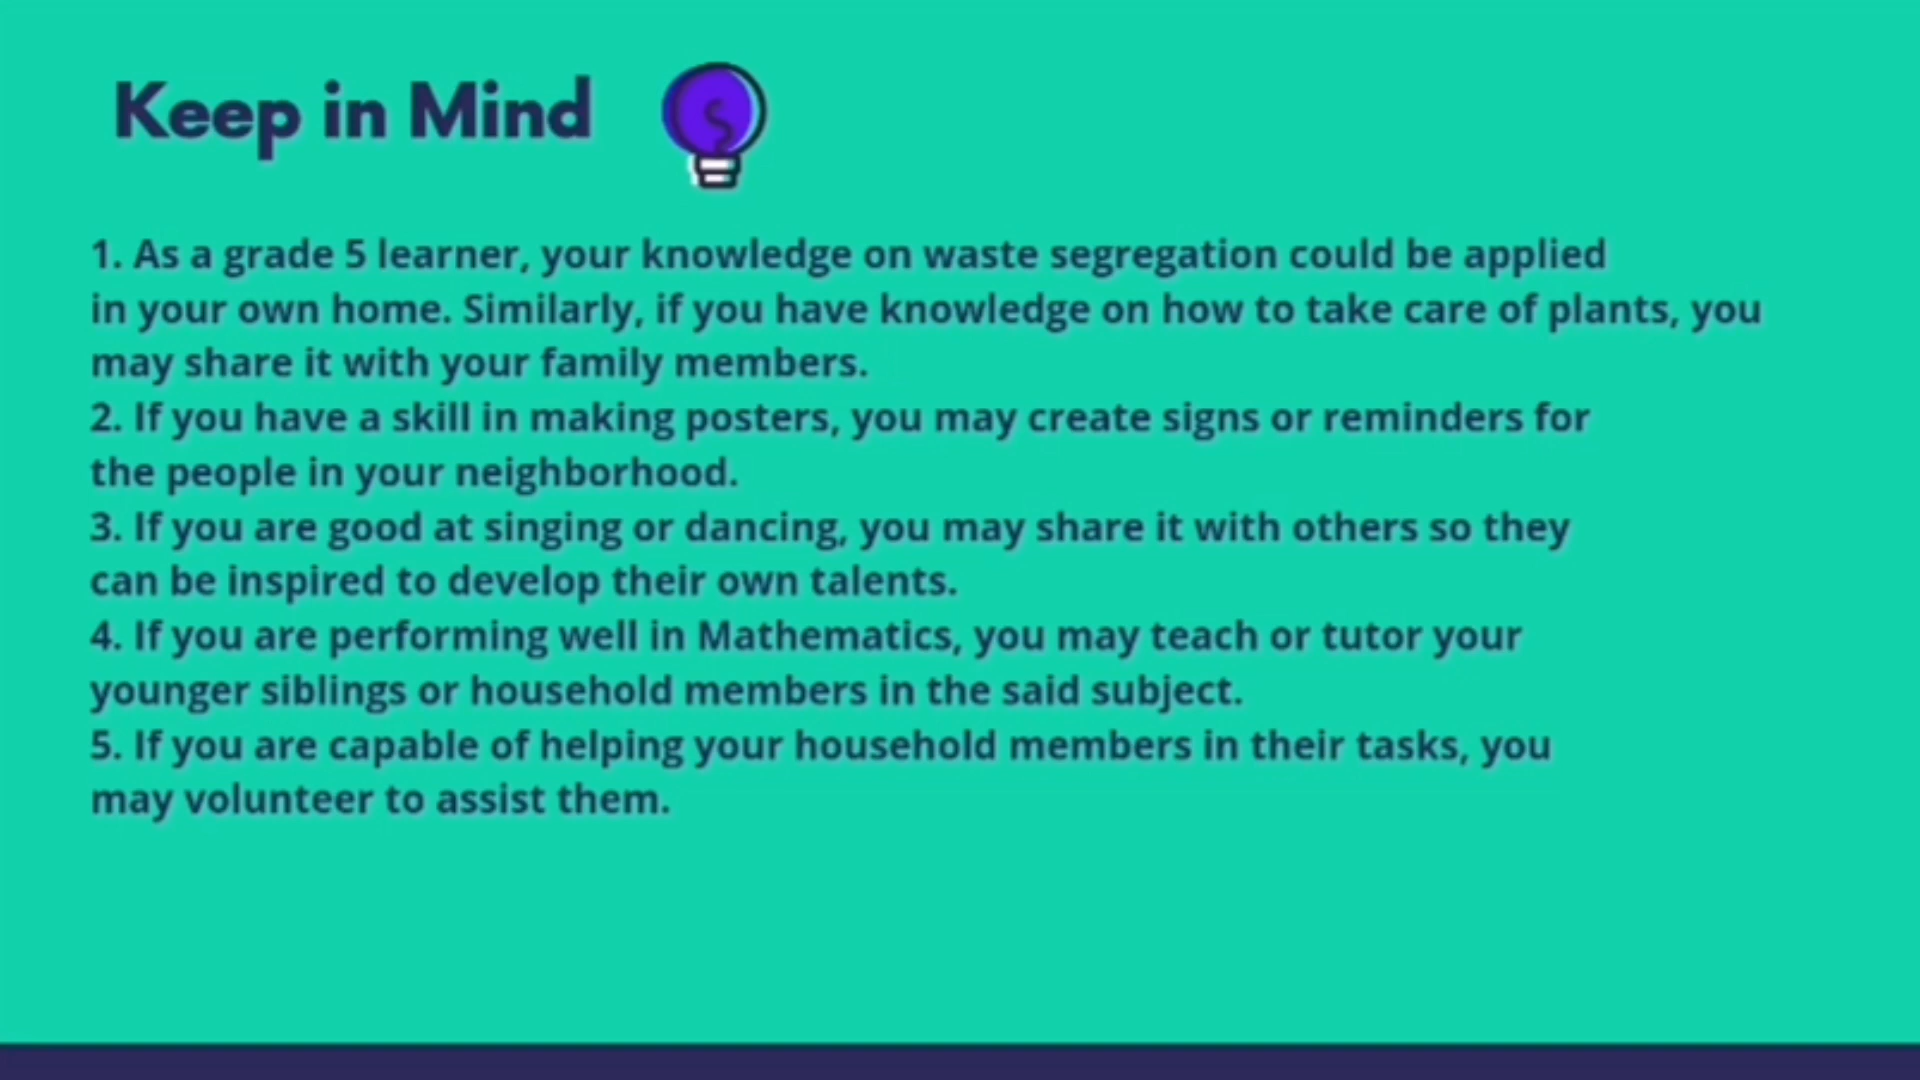 Keep in Mind
1. As a grade 5 learner, your knowledge on waste segregation could be applied
in your own home. Similarly, if you have knowledge on how to take care of plants, you
may share it with your family members.
2. If you have a skill in making posters, you may create signs or reminders for
the people in your neighborhood.
3. If you are good at singing or dancing, you may share it with others so they
can be inspired to develop their own talents.
4. If you are performing well in Mathematics, you may teach or tutor your
younger siblings or household members in the said subject.
5. If you are capable of helping your household members in their tasks, you
may volunteer to assist them.